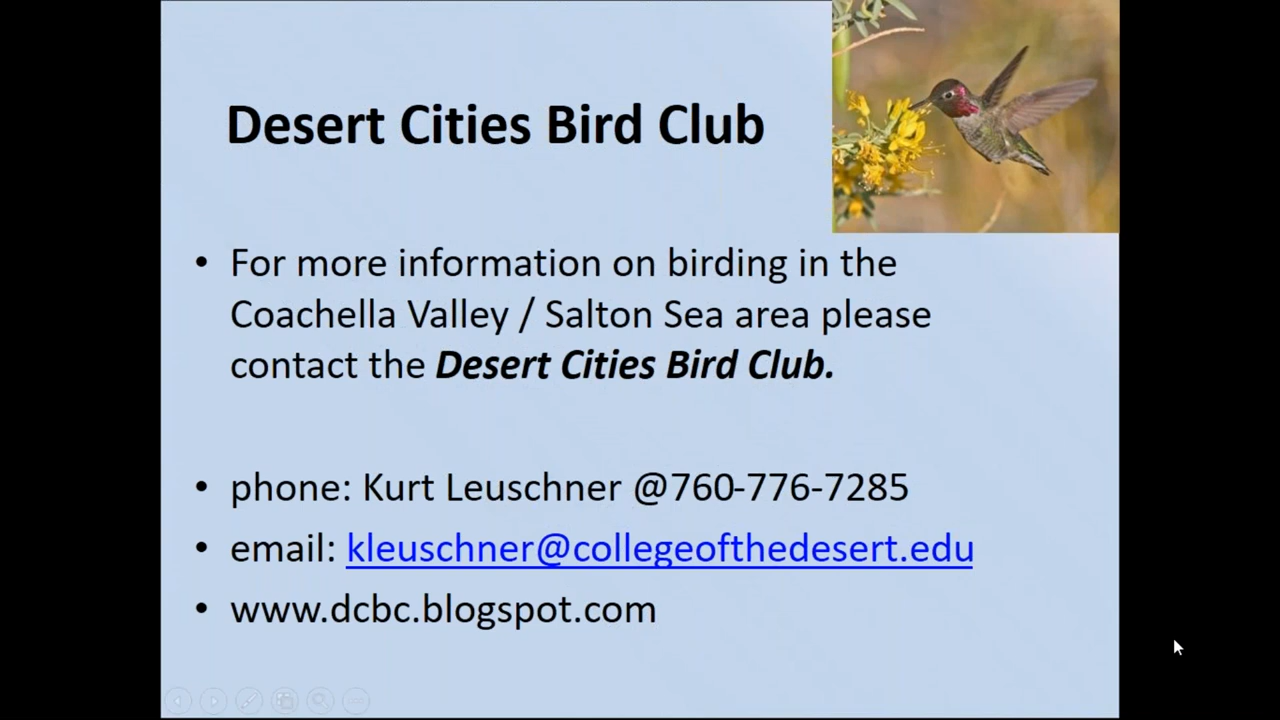 Desert Cities Bird Club
• For more information on birding in the
Coachella Valley / Salton Sea area please
contact the Desert Cities Bird Club.
• phone: Kurt Leuschner @760-776-7285
• email: kleuschner@collegeofthedesert.edu
• www.dcbc.blogspot.com